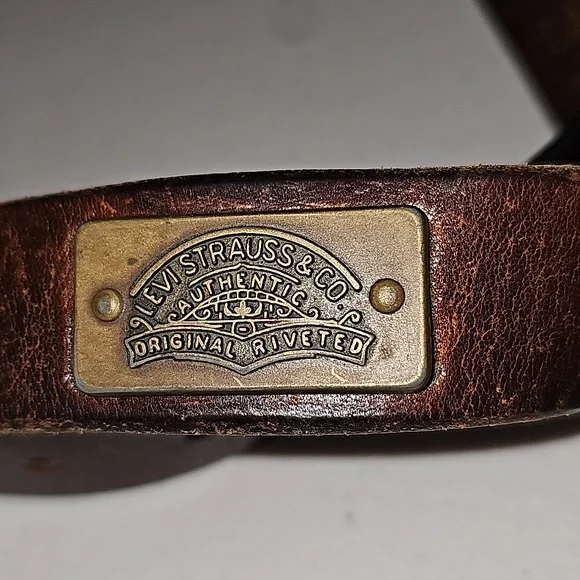 LEVI STRAUSS & CO.
AUTHENTIC
ORIGINAL RIVETED